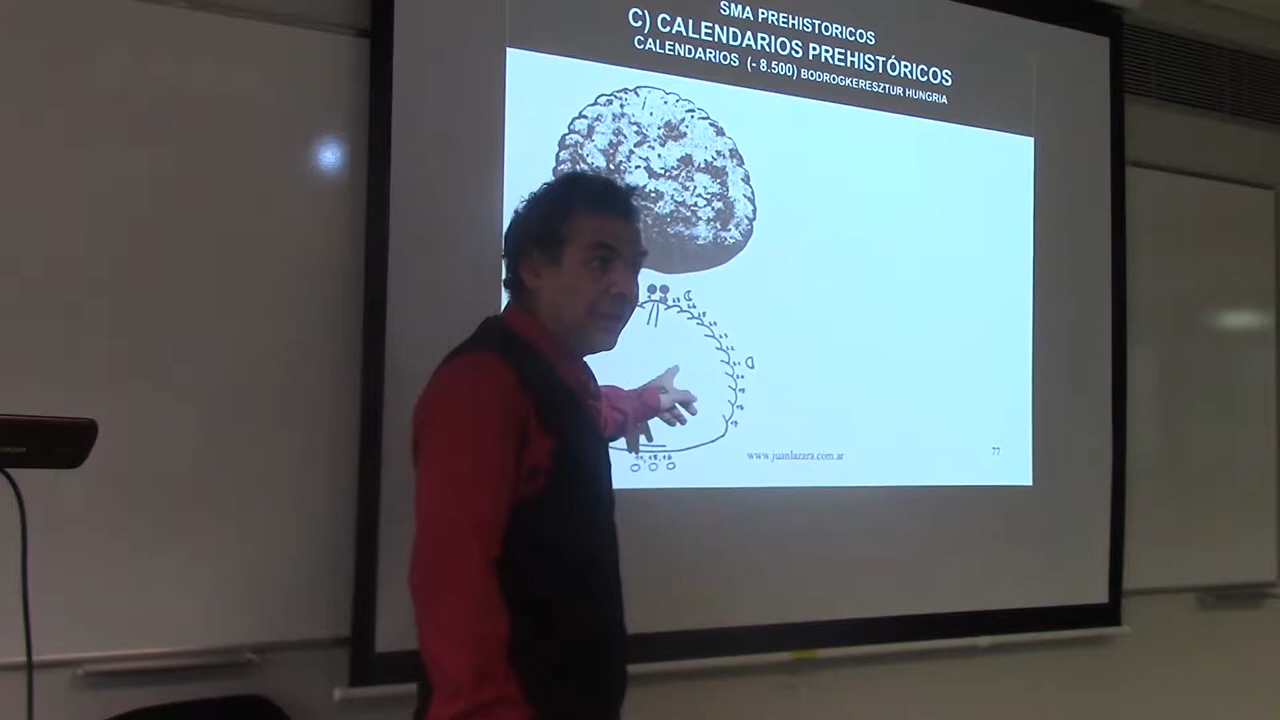 SMA PREHISTORICOS
C) CALENDARIOS PREHISTÓRICOS
CALENDARIOS (- 8.500) BODROGKERESZTUR HUNGRIA
www.juanlazara.com.ar
77